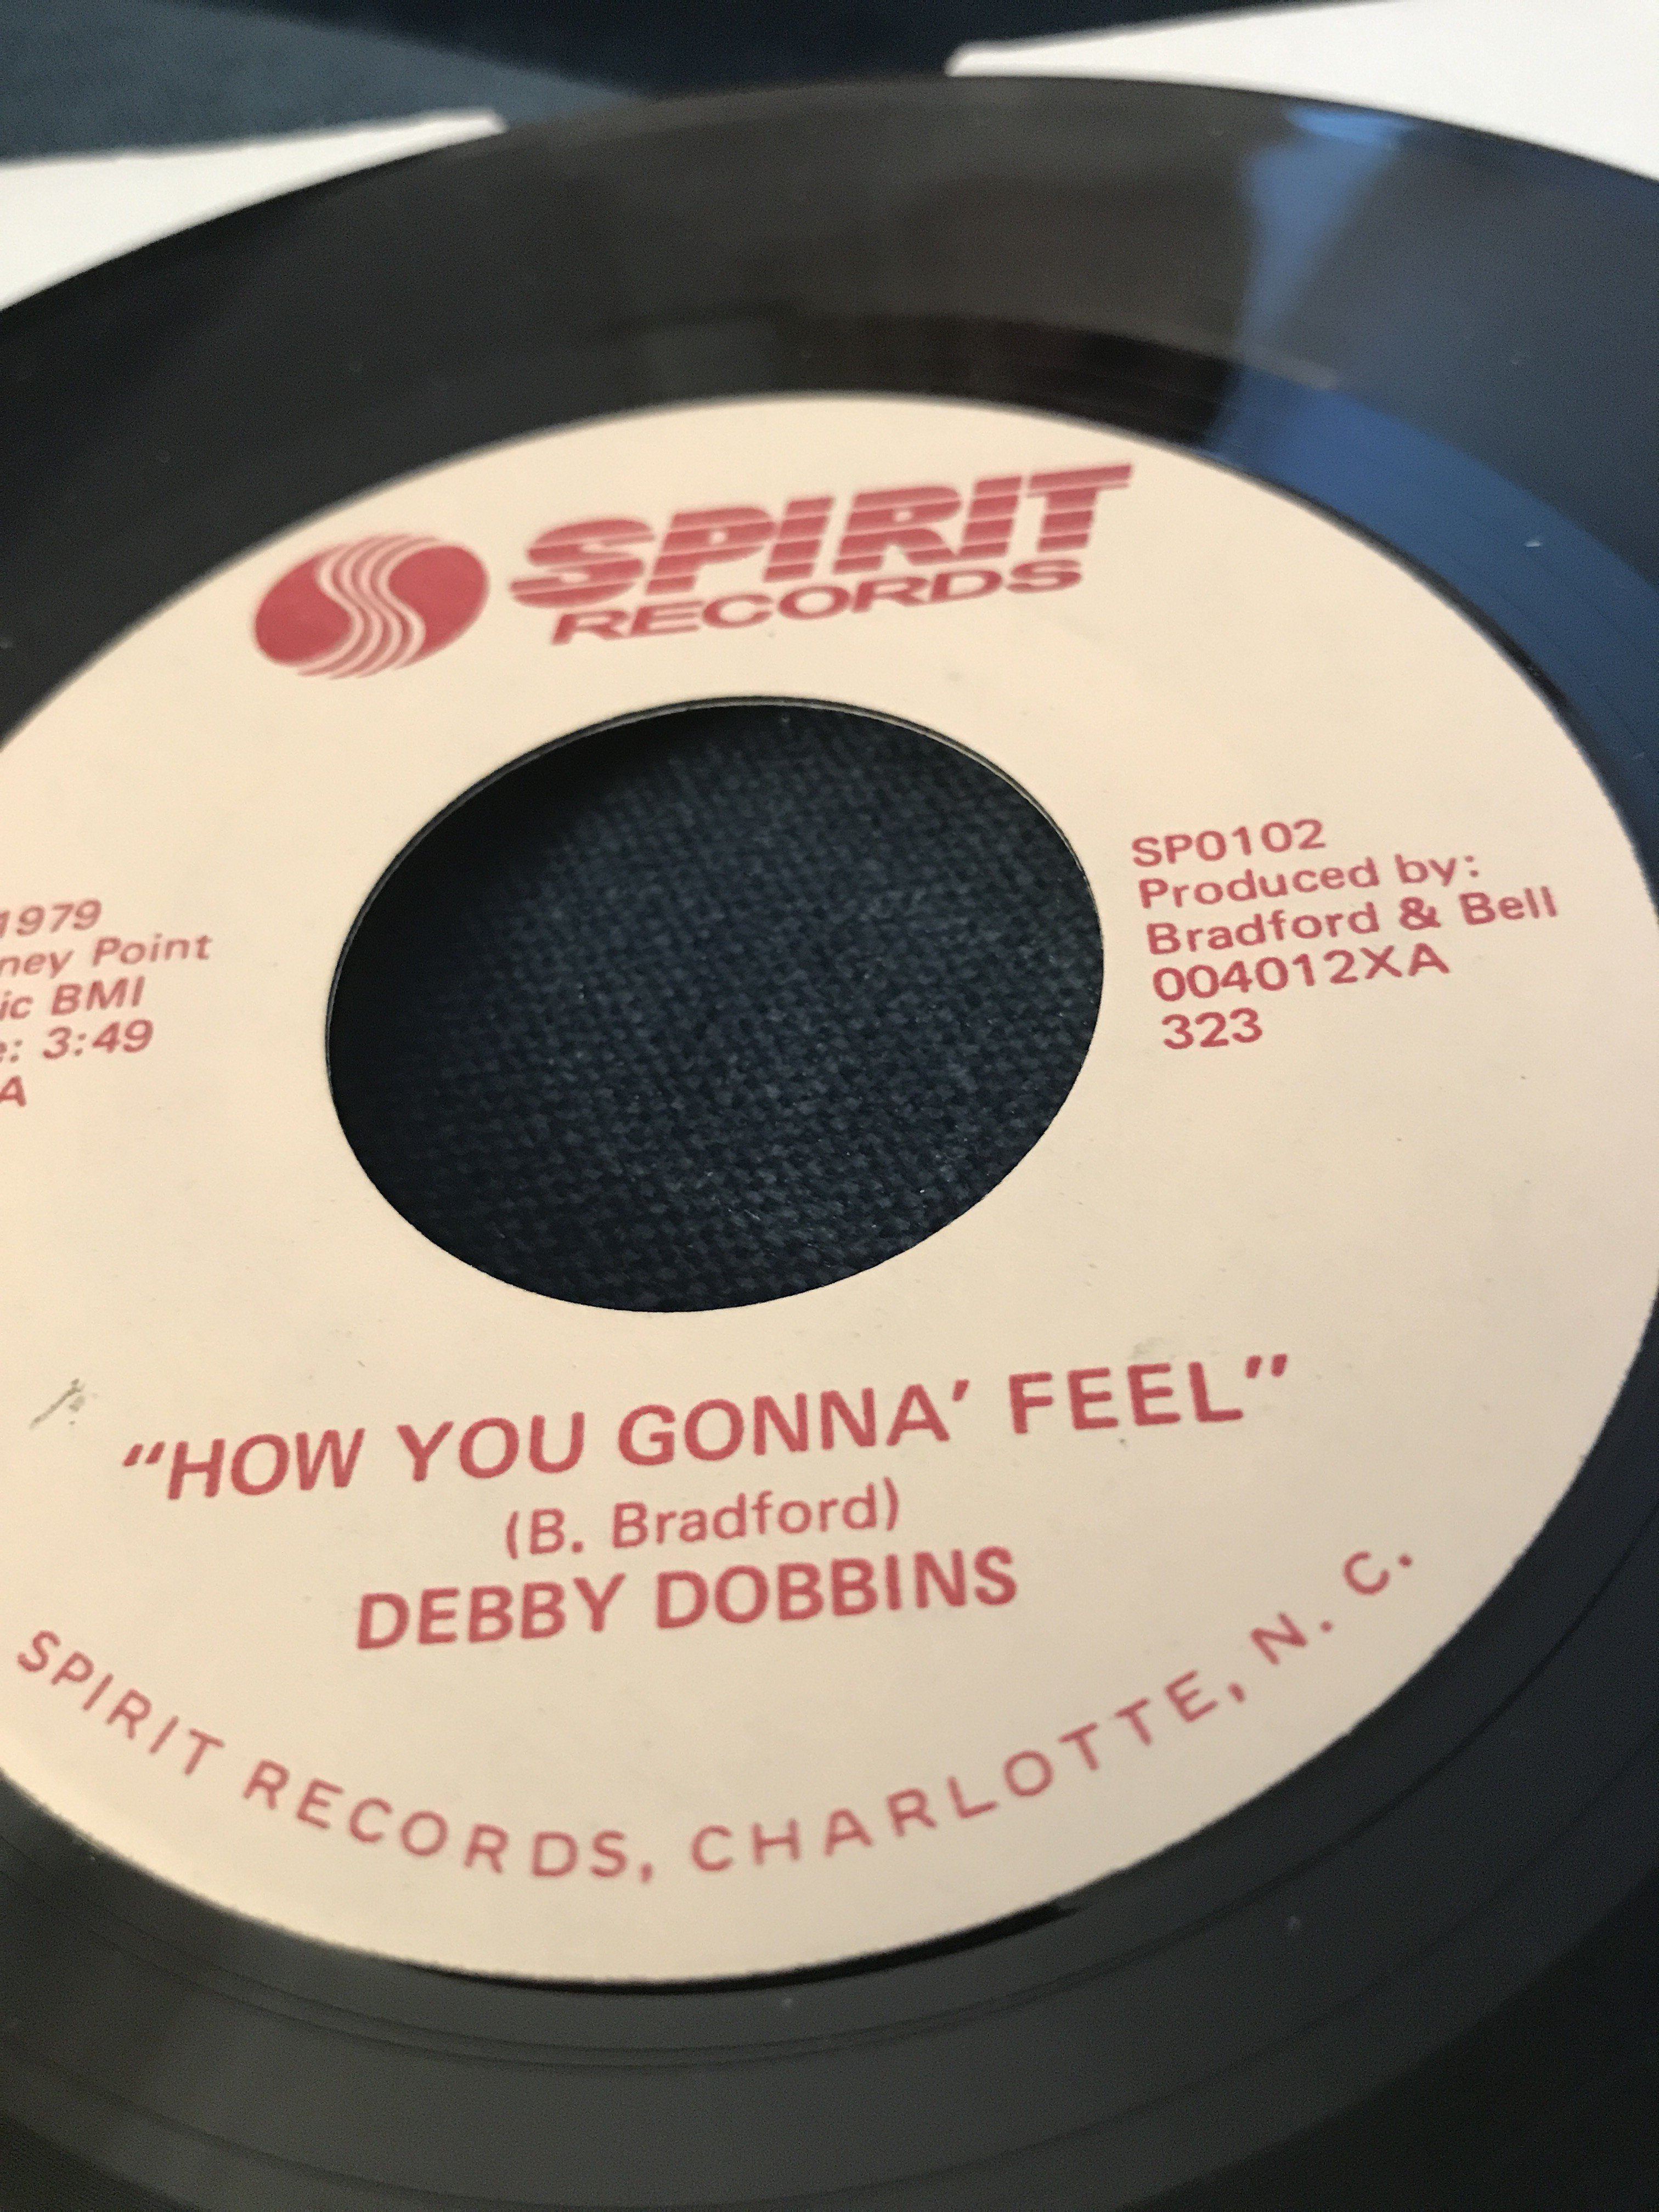 SPIRIT
RECORDS
1979
Point
BMI
3:49
A
SP0102
Produced by:
Bradford & Bell
004012XA
323
“HOW YOU GONNA’ FEEL”
(B. Bradford)
DEBBY DOBBINS
SPIRIT RECORDS, CHARLOTTE, N. C.